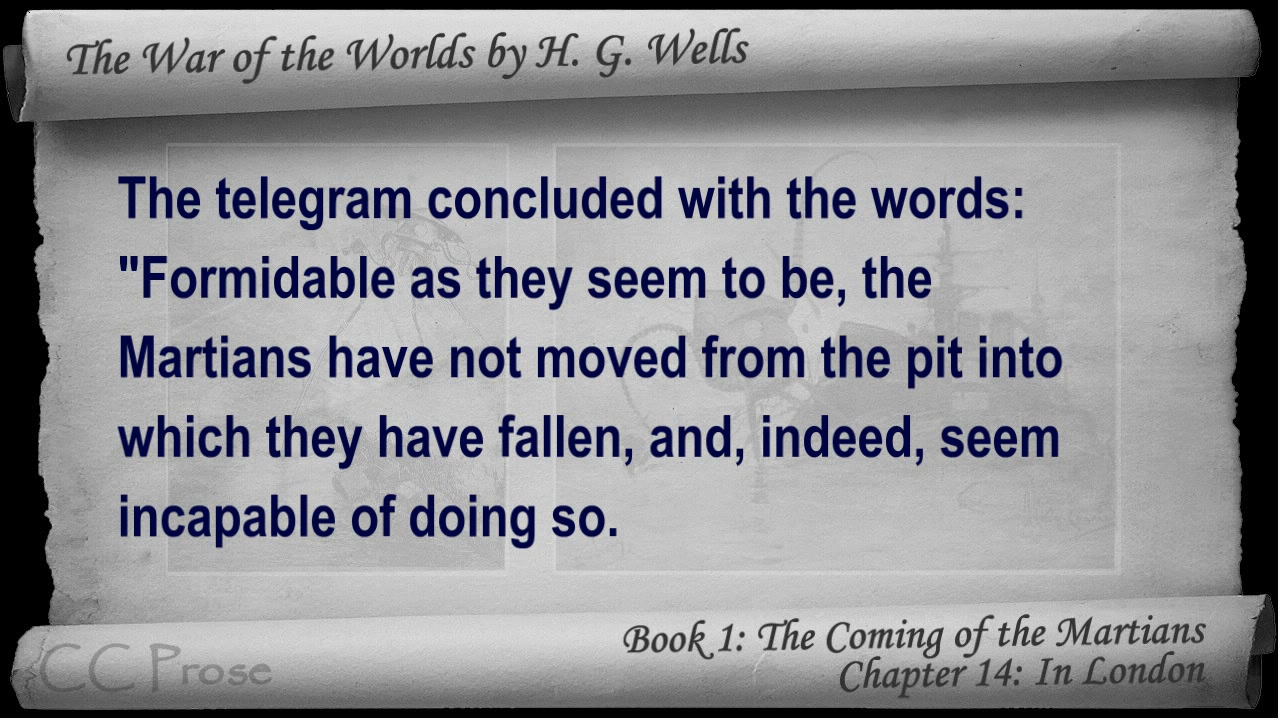 The War of the Worlds by H. G. Wells
The telegram concluded with the words:
"Formidable as they seem to be, the
Martians have not moved from the pit into
which they have fallen, and, indeed, seem
incapable of doing so.
Book 1: The Coming of the Martians
Chapter 14: In London
CC Prose